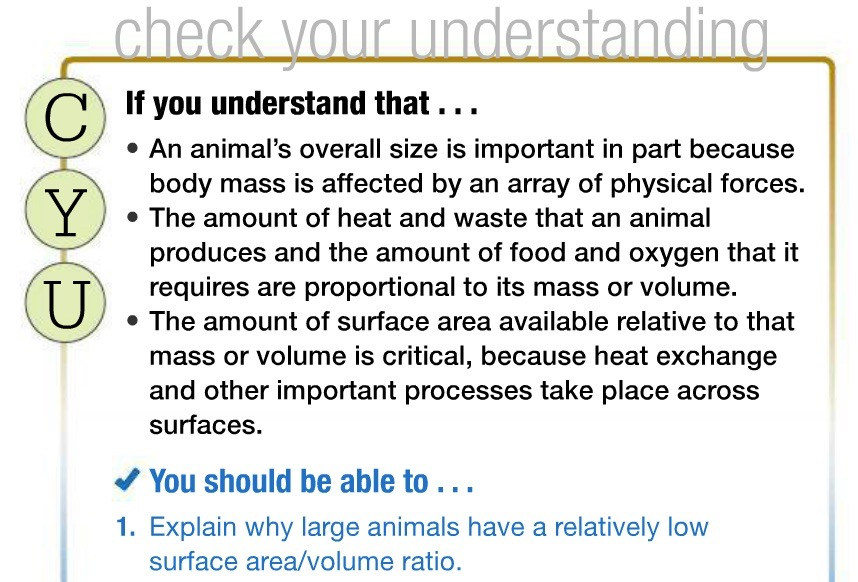 check your understanding
C
Y
U
If you understand that . . .
• An animal's overall size is important in part because
body mass is affected by an array of physical forces.
• The amount of heat and waste that an animal
produces and the amount of food and oxygen that it
requires are proportional to its mass or volume.
• The amount of surface area available relative to that
mass or volume is critical, because heat exchange
and other important processes take place across
surfaces.
✔ You should be able to . . .
1. Explain why large animals have a relatively low
surface area/volume ratio.